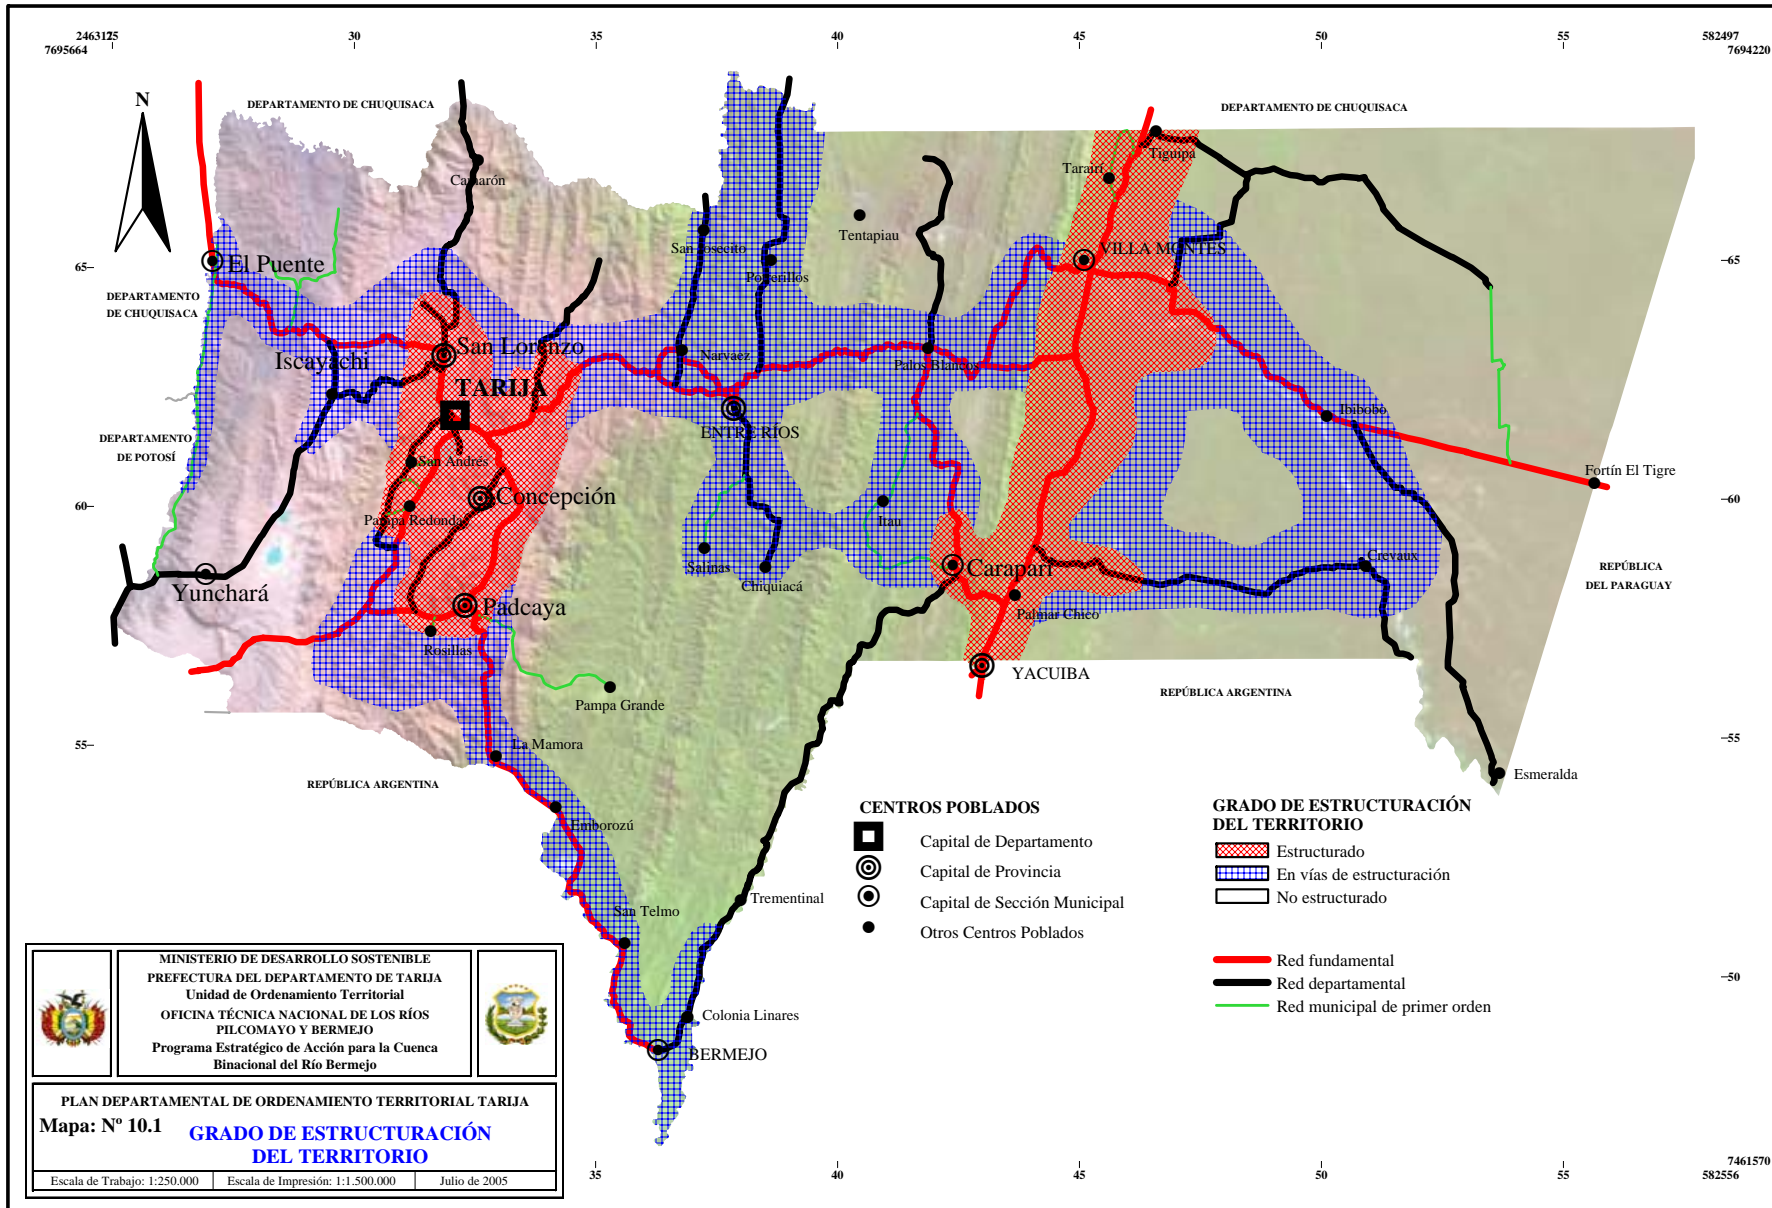 246312
7695664
25
30
35
40
45
50
55
582497
7694220
N
DEPARTAMENTO DE CHUQUISACA
DEPARTAMENTO DE CHUQUISACA
Camarón
Tarairí
Tiguipa
Tentapiau
San Josecito
Potrerillos
VILLA MONTES
El Puente
65
65
DEPARTAMENTO
DE CHUQUISACA
Iscayachi
San Lorenzo
Narvaez
Palos Blancos
TARIJA
ENTRE RÍOS
Ibibobo
DEPARTAMENTO
DE POTOSÍ
San Andrés
Concepción
Fortín El Tigre
60
60
Pampa Redonda
Itau
Salinas
Chiquiacá
Carapari
Crevaux
REPÚBLICA
DEL PARAGUAY
Yunchará
Padcaya
Palmar Chico
Rosillas
YACUIBA
REPÚBLICA ARGENTINA
Pampa Grande
55
55
La Mamora
REPÚBLICA ARGENTINA
Esmeralda
Emborozú
Trementinal
San Telmo
50
Colonia Linares
BERMEJO
CENTROS POBLADOS
Capital de Departamento
Capital de Provincia
Capital de Sección Municipal
Otros Centros Poblados
GRADO DE ESTRUCTURACIÓN
DEL TERRITORIO
Estructurado
En vías de estructuración
No estructurado
Red fundamental
Red departamental
Red municipal de primer orden
MINISTERIO DE DESARROLLO SOSTENIBLE
PREFECTURA DEL DEPARTAMENTO DE TARIJA
Unidad de Ordenamiento Territorial
OFICINA TÉCNICA NACIONAL DE LOS RÍOS
PILCOMAYO Y BERMEJO
Programa Estratégico de Acción para la Cuenca
Binacional del Río Bermejo
PLAN DEPARTAMENTAL DE ORDENAMIENTO TERRITORIAL TARIJA
Mapa: Nº 10.1
GRADO DE ESTRUCTURACIÓN
DEL TERRITORIO
Escala de Trabajo: 1:250.000
Escala de Impresión: 1:1.500.000
Julio de 2005
35
40
45
50
55
7461570
582556